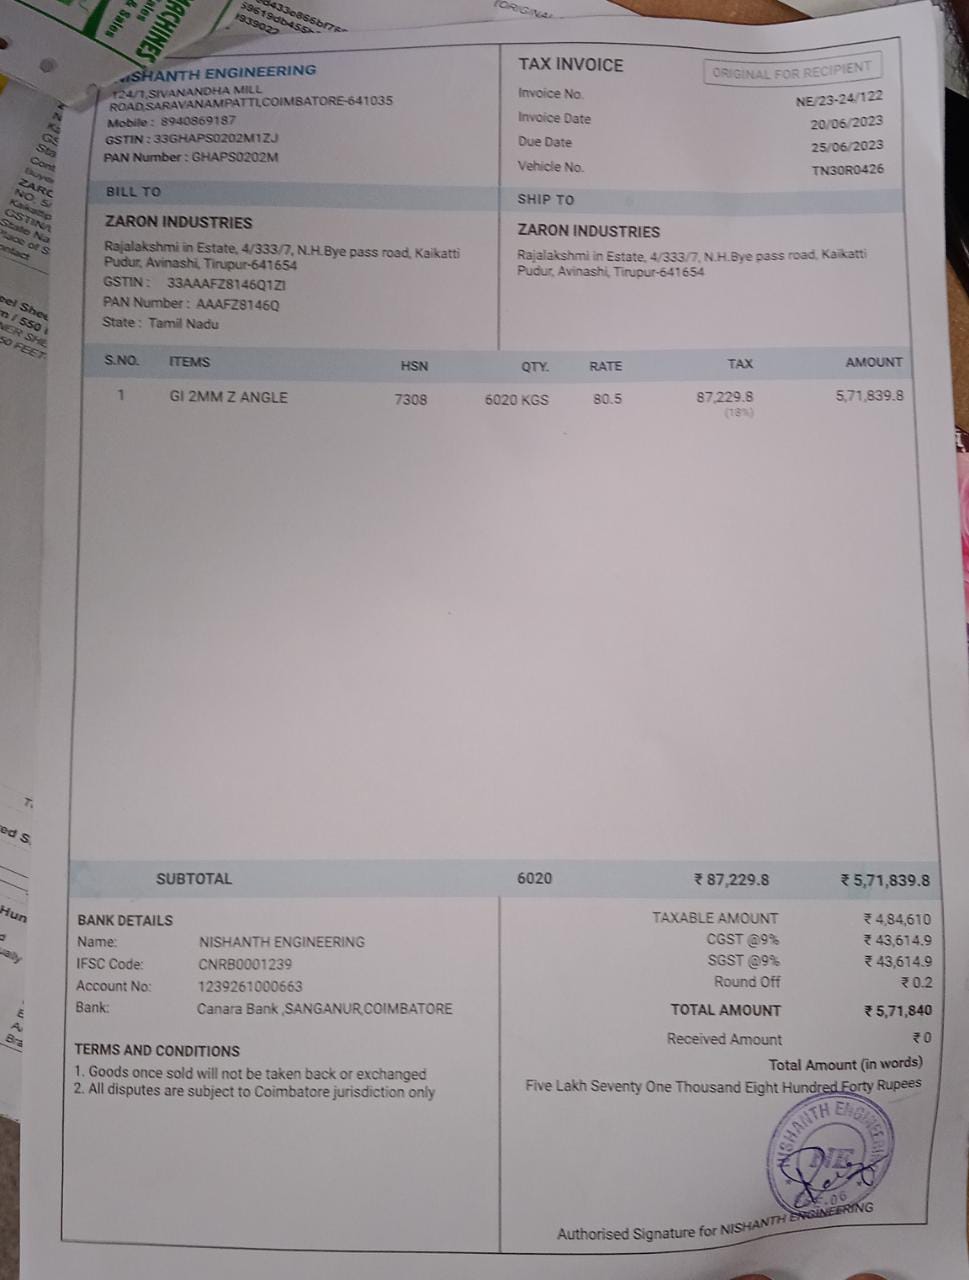 MACHINES
Sales
& Sales
59619db455
(ORIGINAL
NISHANTH ENGINEERING
124/1,SIVANANDHA MILL
ROAD,SARAVANAMPATTI,COIMBATORE-641035
Mobile : 8940869187
GSTIN : 33GHAPS0202M1ZJ
PAN Number : GHAPS0202M
TAX INVOICE
ORIGINAL FOR RECIPIENT
Invoice No. NE/23-24/122
Invoice Date 20/06/2023
Due Date 25/06/2023
Vehicle No. TN30R0426
BILL TO
ZARON INDUSTRIES
Rajalakshmi in Estate, 4/333/7, N.H.Bye pass road, Kaikatti
Pudur, Avinashi, Tirupur-641654
GSTIN : 33AAAFZ8146Q1ZI
PAN Number : AAAFZ8146Q
State : Tamil Nadu
SHIP TO
ZARON INDUSTRIES
Rajalakshmi in Estate, 4/333/7, N.H.Bye pass road, Kaikatti
Pudur, Avinashi, Tirupur-641654
S.NO. ITEMS HSN QTY. RATE TAX AMOUNT
1 GI 2MM Z ANGLE 7308 6020 KGS 80.5 87,229.8 5,71,839.8
(18%)
SUBTOTAL 6020 ₹ 87,229.8 ₹ 5,71,839.8
BANK DETAILS
Name: NISHANTH ENGINEERING
IFSC Code: CNRB0001239
Account No: 1239261000663
Bank: Canara Bank ,SANGANUR,COIMBATORE
TERMS AND CONDITIONS
1. Goods once sold will not be taken back or exchanged
2. All disputes are subject to Coimbatore jurisdiction only
TAXABLE AMOUNT ₹ 4,84,610
CGST @9% ₹ 43,614.9
SGST @9% ₹ 43,614.9
Round Off ₹ 0.2
TOTAL AMOUNT ₹ 5,71,840
Received Amount ₹ 0
Total Amount (in words)
Five Lakh Seventy One Thousand Eight Hundred Forty Rupees
NISHANTH ENGINEERING
NE
Authorised Signature for NISHANTH ENGINEERING